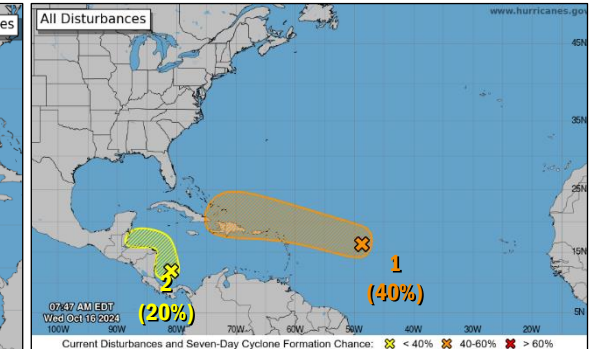 es
All Disturbances
www.hurricanes.gov
45N
35N
25N
15N
5N
1
(40%)
2
(20%)
07:47 AM EDT
Wed Oct 16 2024
100W 90W 80W 70W 60W 50W 40W 30W 20W
Current Disturbances and Seven-Day Cyclone Formation Chance: < 40% 40-60% > 60%